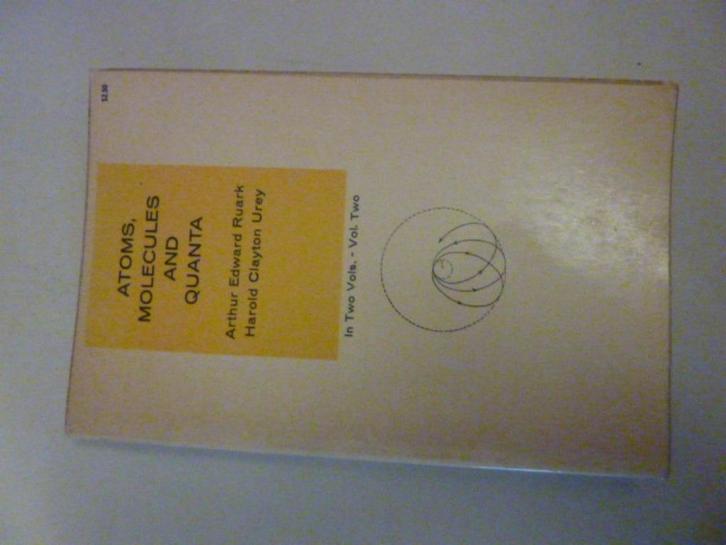 $2.50
ATOMS,
MOLECULES
AND
QUANTA
Arthur Edward Ruark
Harold Clayton Urey
In Two Vols. - Vol. Two